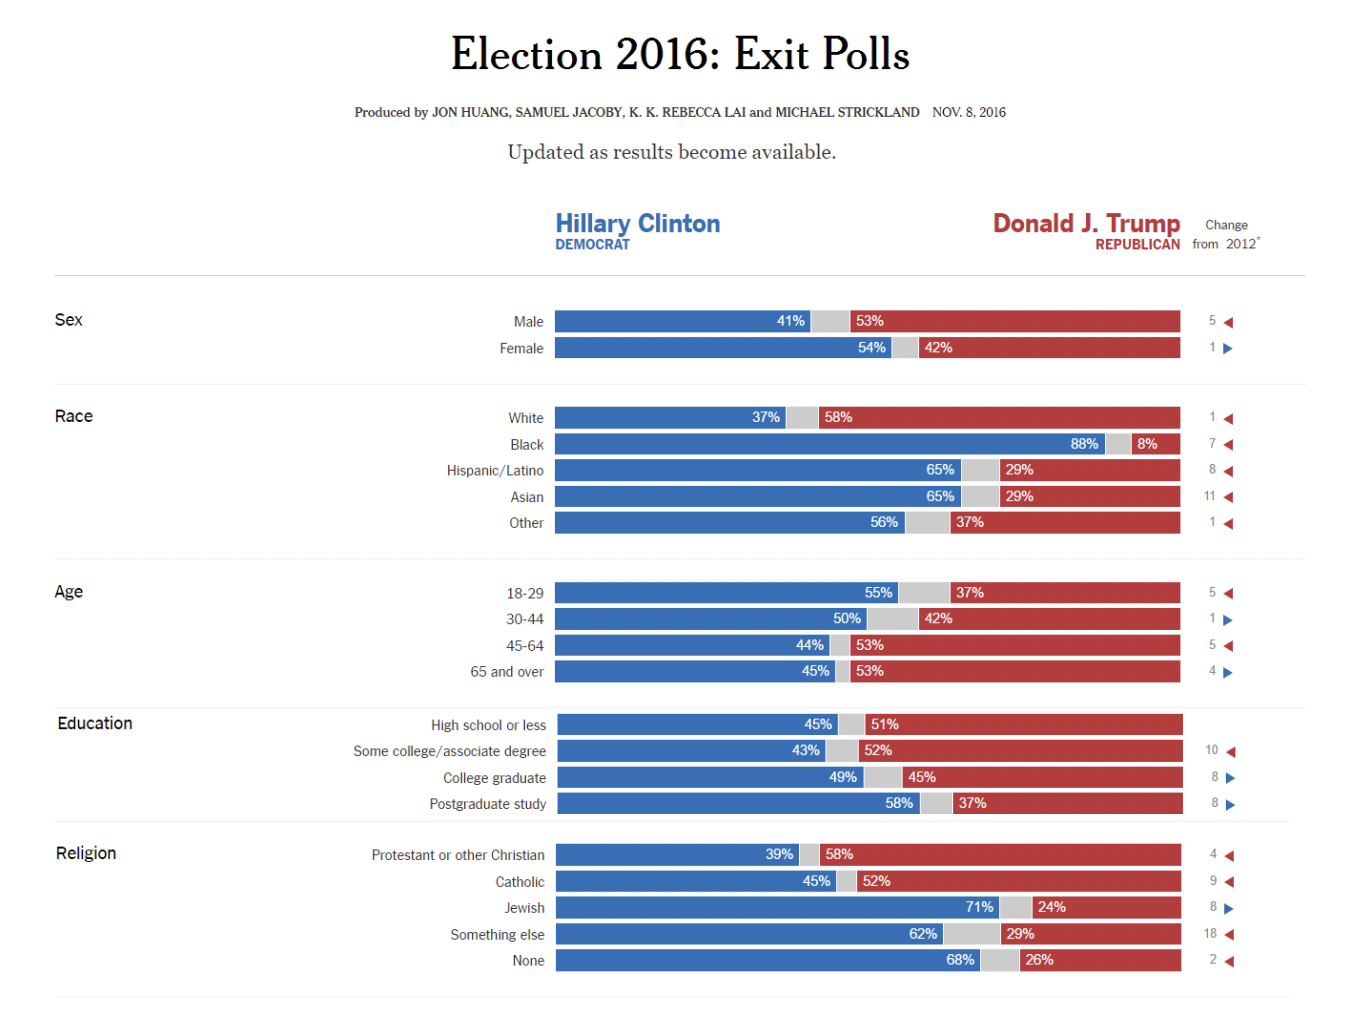 Election 2016: Exit Polls
Produced by JON HUANG, SAMUEL JACOBY, K. K. REBECCA LAI and MICHAEL STRICKLAND NOV. 8, 2016
Updated as results become available.
Hillary Clinton Donald J. Trump Change
DEMOCRAT REPUBLICAN from 2012*
Sex Male 41% 53% 5 ◀
Female 54% 42% 1 ▶
Race White 37% 58% 1 ◀
Black 88% 8% 7 ◀
Hispanic/Latino 65% 29% 8 ◀
Asian 65% 29% 11 ◀
Other 56% 37% 1 ◀
Age 18-29 55% 37% 5 ◀
30-44 50% 42% 1 ▶
45-64 44% 53% 5 ◀
65 and over 45% 53% 4 ▶
Education High school or less 45% 51%
Some college/associate degree 43% 52% 10 ◀
College graduate 49% 45% 8 ▶
Postgraduate study 58% 37% 8 ▶
Religion Protestant or other Christian 39% 58% 4 ◀
Catholic 45% 52% 9 ◀
Jewish 71% 24% 8 ▶
Something else 62% 29% 18 ◀
None 68% 26% 2 ◀